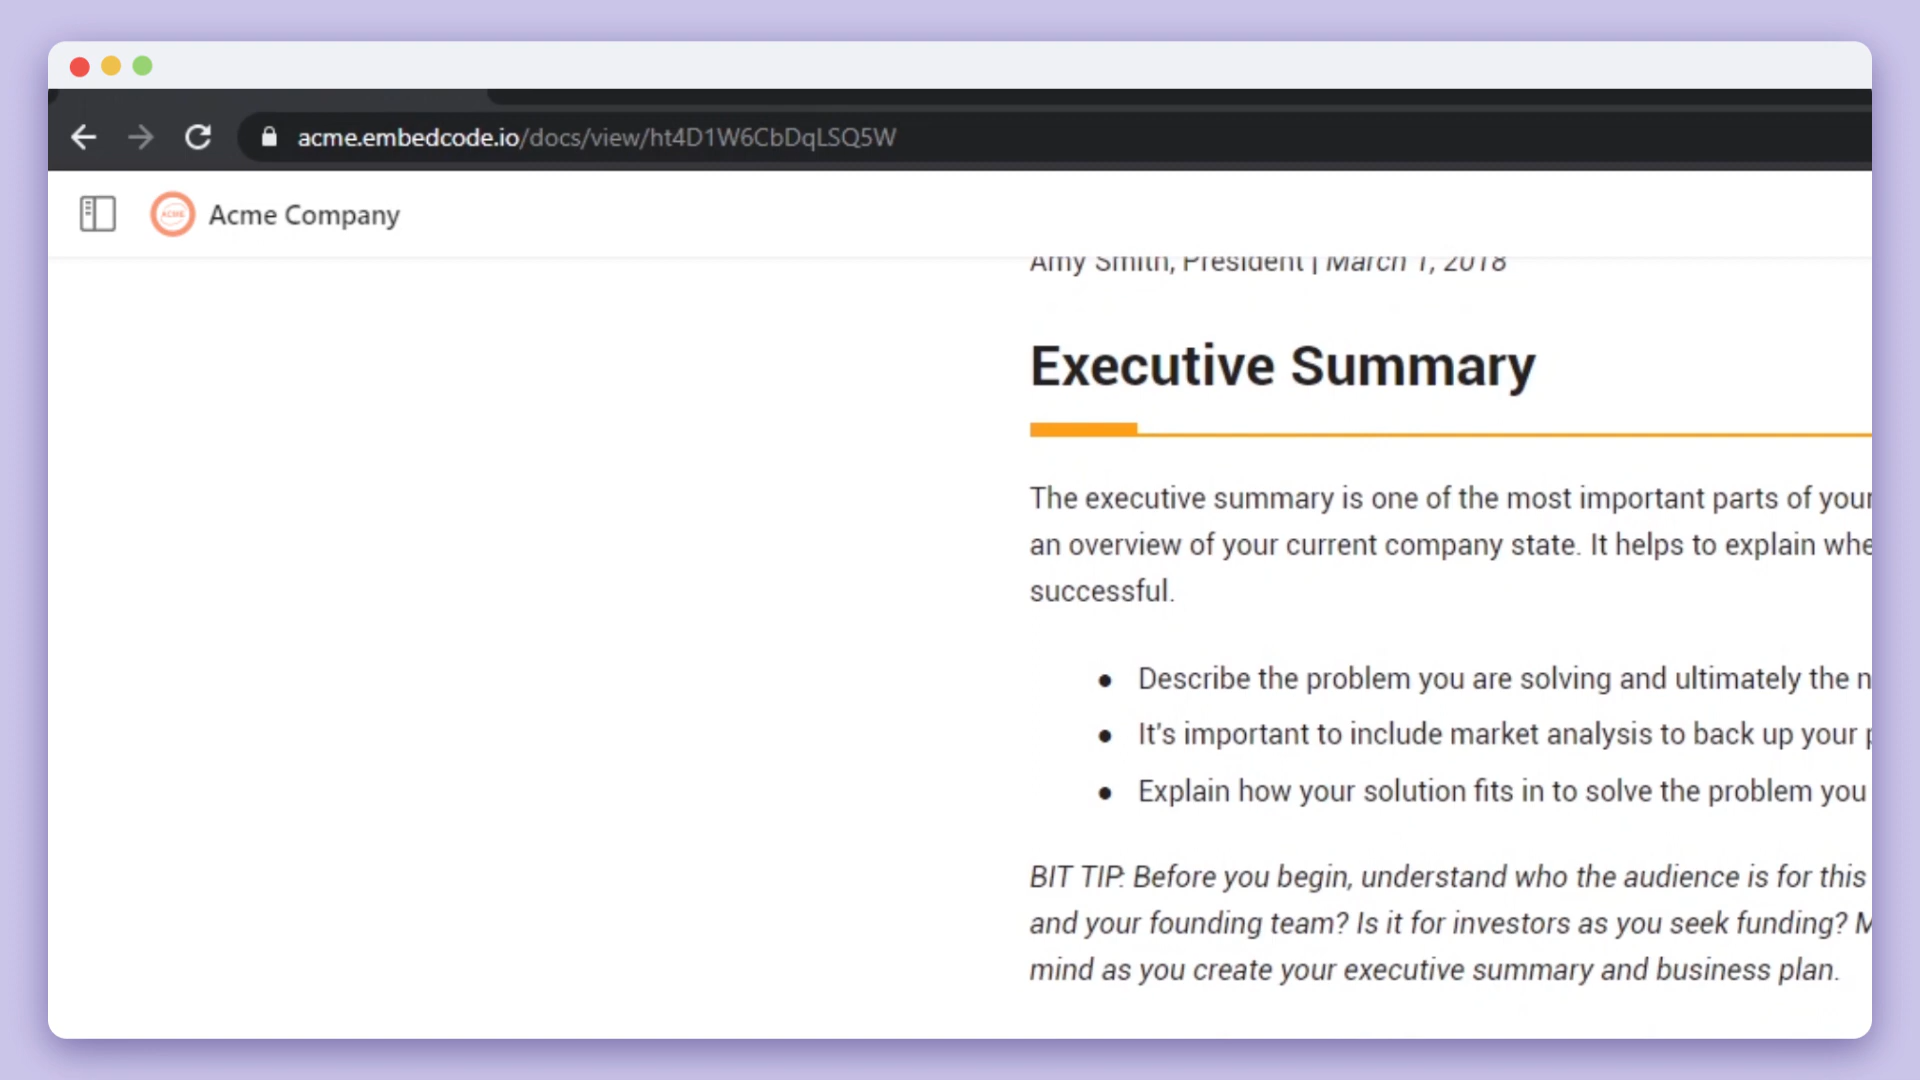 acme.embedcode.io/docs/view/ht4D1W6CbDqLSQ5W
ACME
Acme Company
Amy Smith, President | March 1, 2018
Executive Summary
The executive summary is one of the most important parts of your
an overview of your current company state. It helps to explain whe
successful.
● Describe the problem you are solving and ultimately the n
● It's important to include market analysis to back up your p
● Explain how your solution fits in to solve the problem you
BIT TIP: Before you begin, understand who the audience is for this
and your founding team? Is it for investors as you seek funding? M
mind as you create your executive summary and business plan.